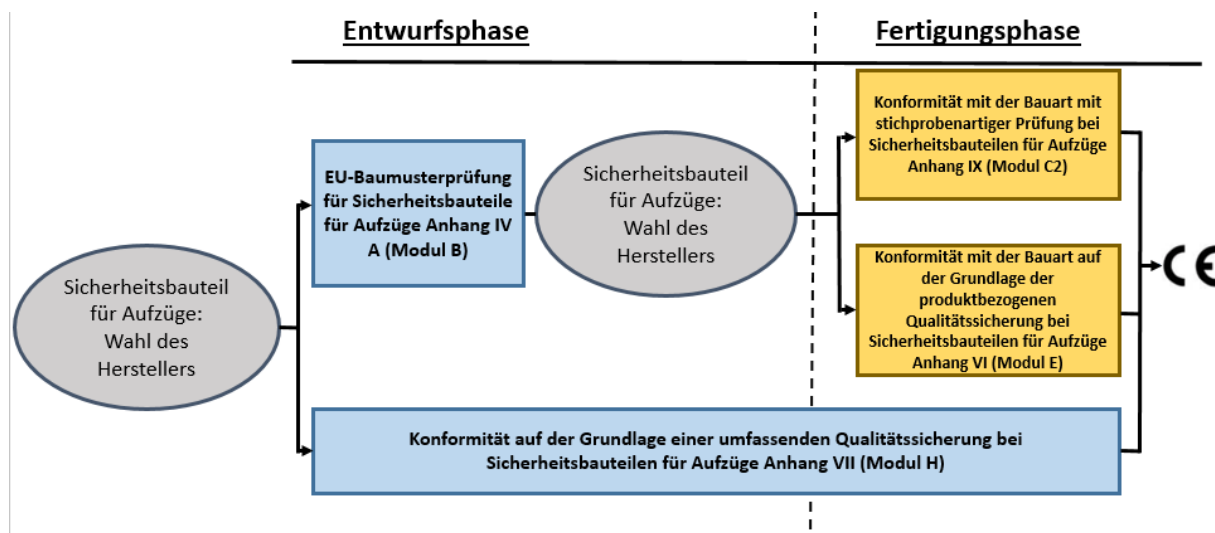 Entwurfsphase
Fertigungsphase
Sicherheitsbauteil
für Aufzüge:
Wahl des
Herstellers
EU-Baumusterprüfung
für Sicherheitsbauteile
für Aufzüge Anhang IV
A (Modul B)
Sicherheitsbauteil
für Aufzüge:
Wahl des
Herstellers
Konformität mit der Bauart mit
stichprobenartiger Prüfung bei
Sicherheitsbauteilen für Aufzüge
Anhang IX (Modul C2)
Konformität mit der Bauart auf
der Grundlage der
produktbezogenen
Qualitätssicherung bei
Sicherheitsbauteilen für Aufzüge
Anhang VI (Modul E)
Konformität auf der Grundlage einer umfassenden Qualitätssicherung bei
Sicherheitsbauteilen für Aufzüge Anhang VII (Modul H)
CE